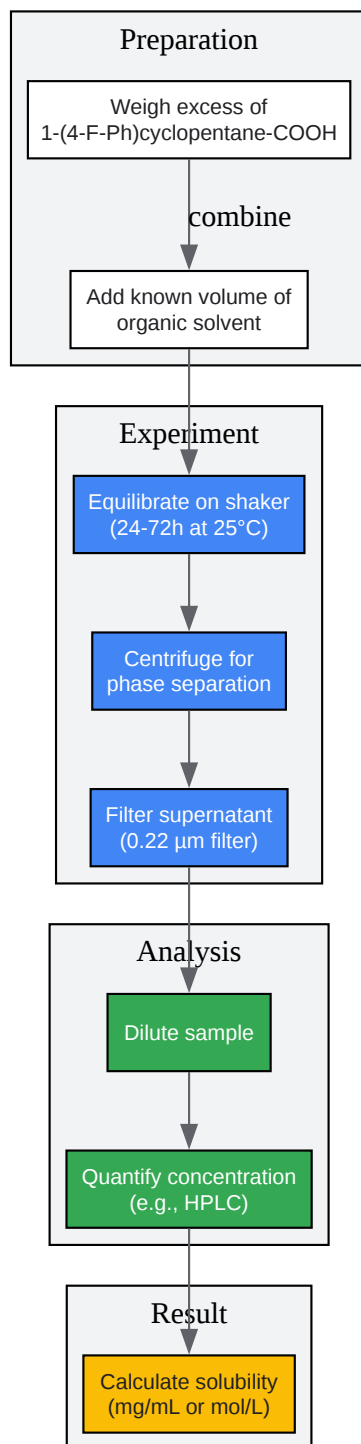 Preparation
Weigh excess of
1-(4-F-Ph)cyclopentane-COOH
combine
Add known volume of
organic solvent
Experiment
Equilibrate on shaker
(24-72h at 25°C)
Centrifuge for
phase separation
Filter supernatant
(0.22 µm filter)
Analysis
Dilute sample
Quantify concentration
(e.g., HPLC)
Result
Calculate solubility
(mg/mL or mol/L)